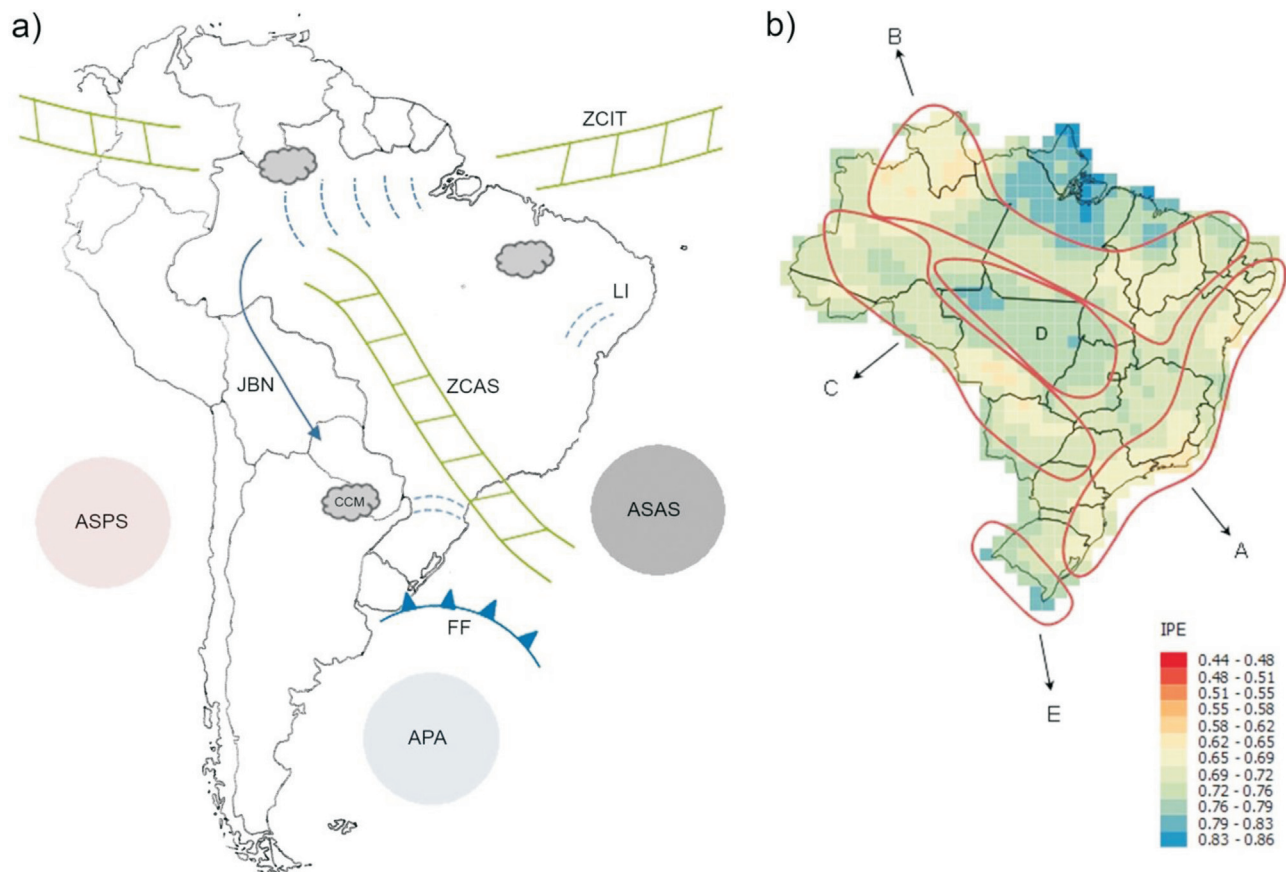 a)
ZCIT
LI
JBN
ZCAS
CCM
ASPS
ASAS
FF
APA
b)
B
D
C
A
E
IPE
0.44 - 0.48
0.48 - 0.51
0.51 - 0.55
0.55 - 0.58
0.58 - 0.62
0.62 - 0.65
0.65 - 0.69
0.69 - 0.72
0.72 - 0.76
0.76 - 0.79
0.79 - 0.83
0.83 - 0.86